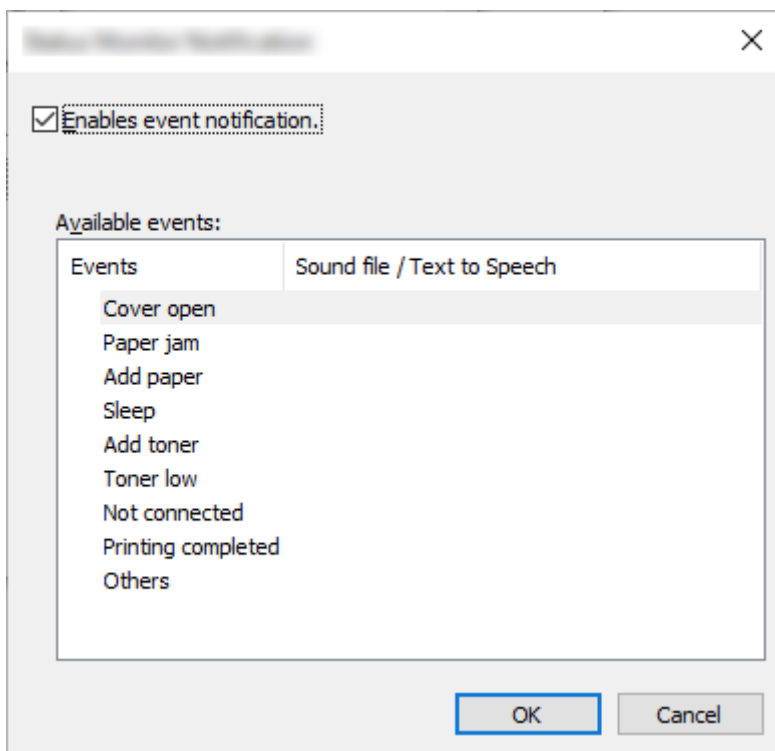 Enables event notification.
Available events:
Events Sound file / Text to Speech
Cover open
Paper jam
Add paper
Sleep
Add toner
Toner low
Not connected
Printing completed
Others
OK Cancel